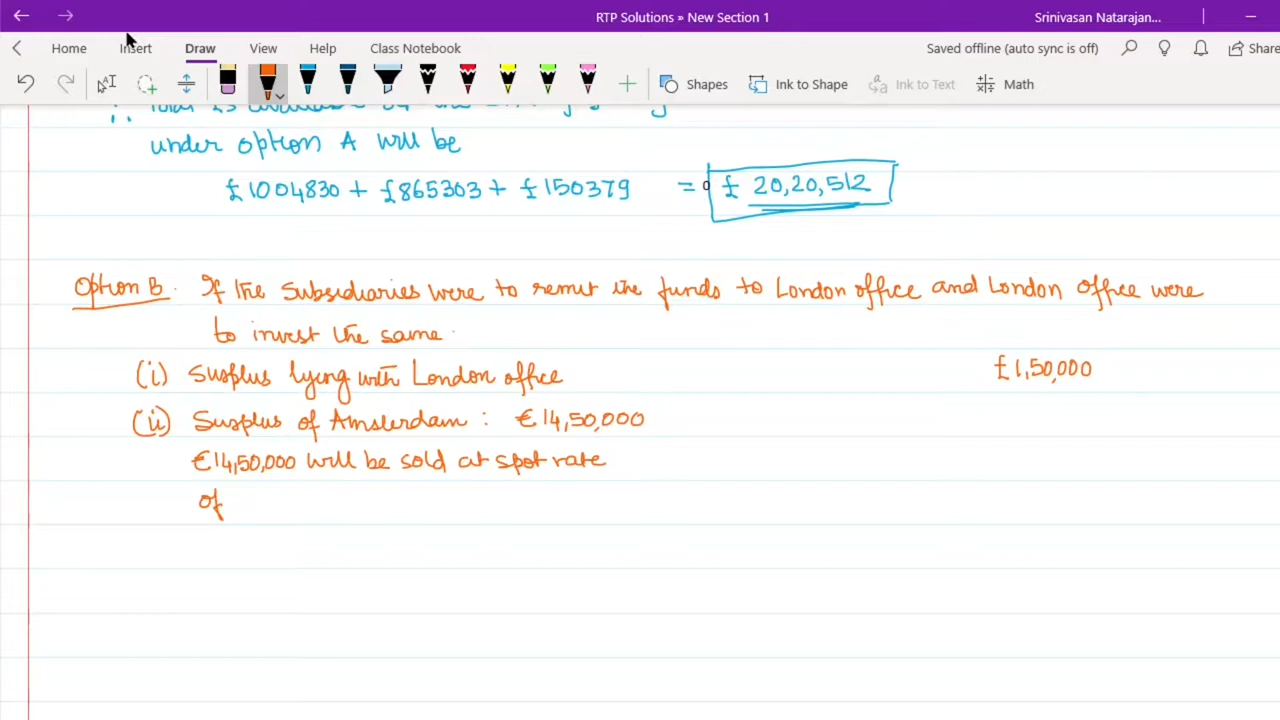 RTP Solutions » New Section 1
Srinivasan Natarajan...
Home
Insert
Draw
View
Help
Class Notebook
Saved offline (auto sync is off)
Share
Shapes
Ink to Shape
Ink to Text
Math
under option A will be
£1004830 + £865303 + £150379 = £ 20,20,512
Option B. If the subsidiaries were to remit the funds to London office and London office were
to invest the same.
(i) Surplus lying with London office £1,50,000
(ii) Surplus of Amsterdam : €14,50,000
€14,50,000 will be sold at spot rate
of